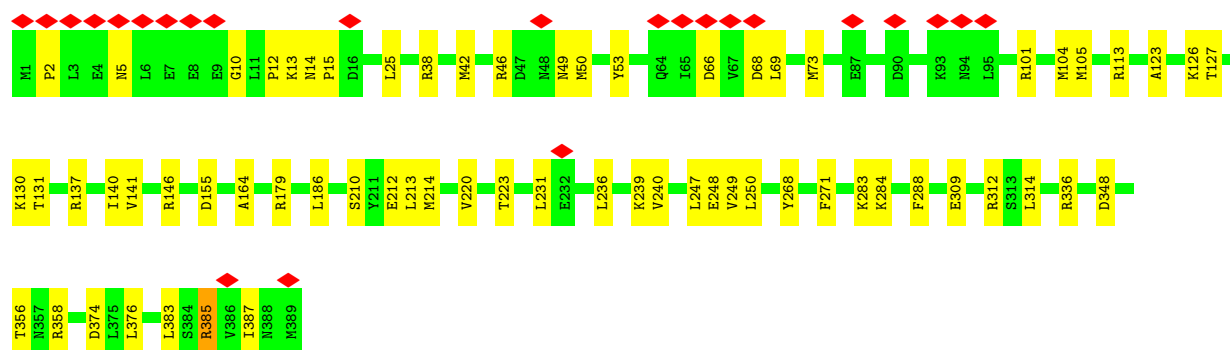 M1 P2 L3 E4 N5 L6 E7 E8 E9 G10 L11 P12 K13 N14 P15 D16 L25 R38 M42 R46 D47 N48 N49 M50 Y53 Q64 I65 D66 V67 D68 L69 M73 E87 D90 K93 N94 L95 R101 M104 M105 R113 A123 K126 T127
K130 T131 R137 I140 V141 R146 D155 A164 R179 L186 S210 Y211 E212 L213 M214 V220 T223 L231 E232 L236 K239 V240 L247 E248 V249 L250 Y268 F271 K283 K284 F288 E309 R312 S313 L314 R336 D348
T356 N357 R358 D374 L375 L376 L383 S384 R385 V386 I387 N388 M389